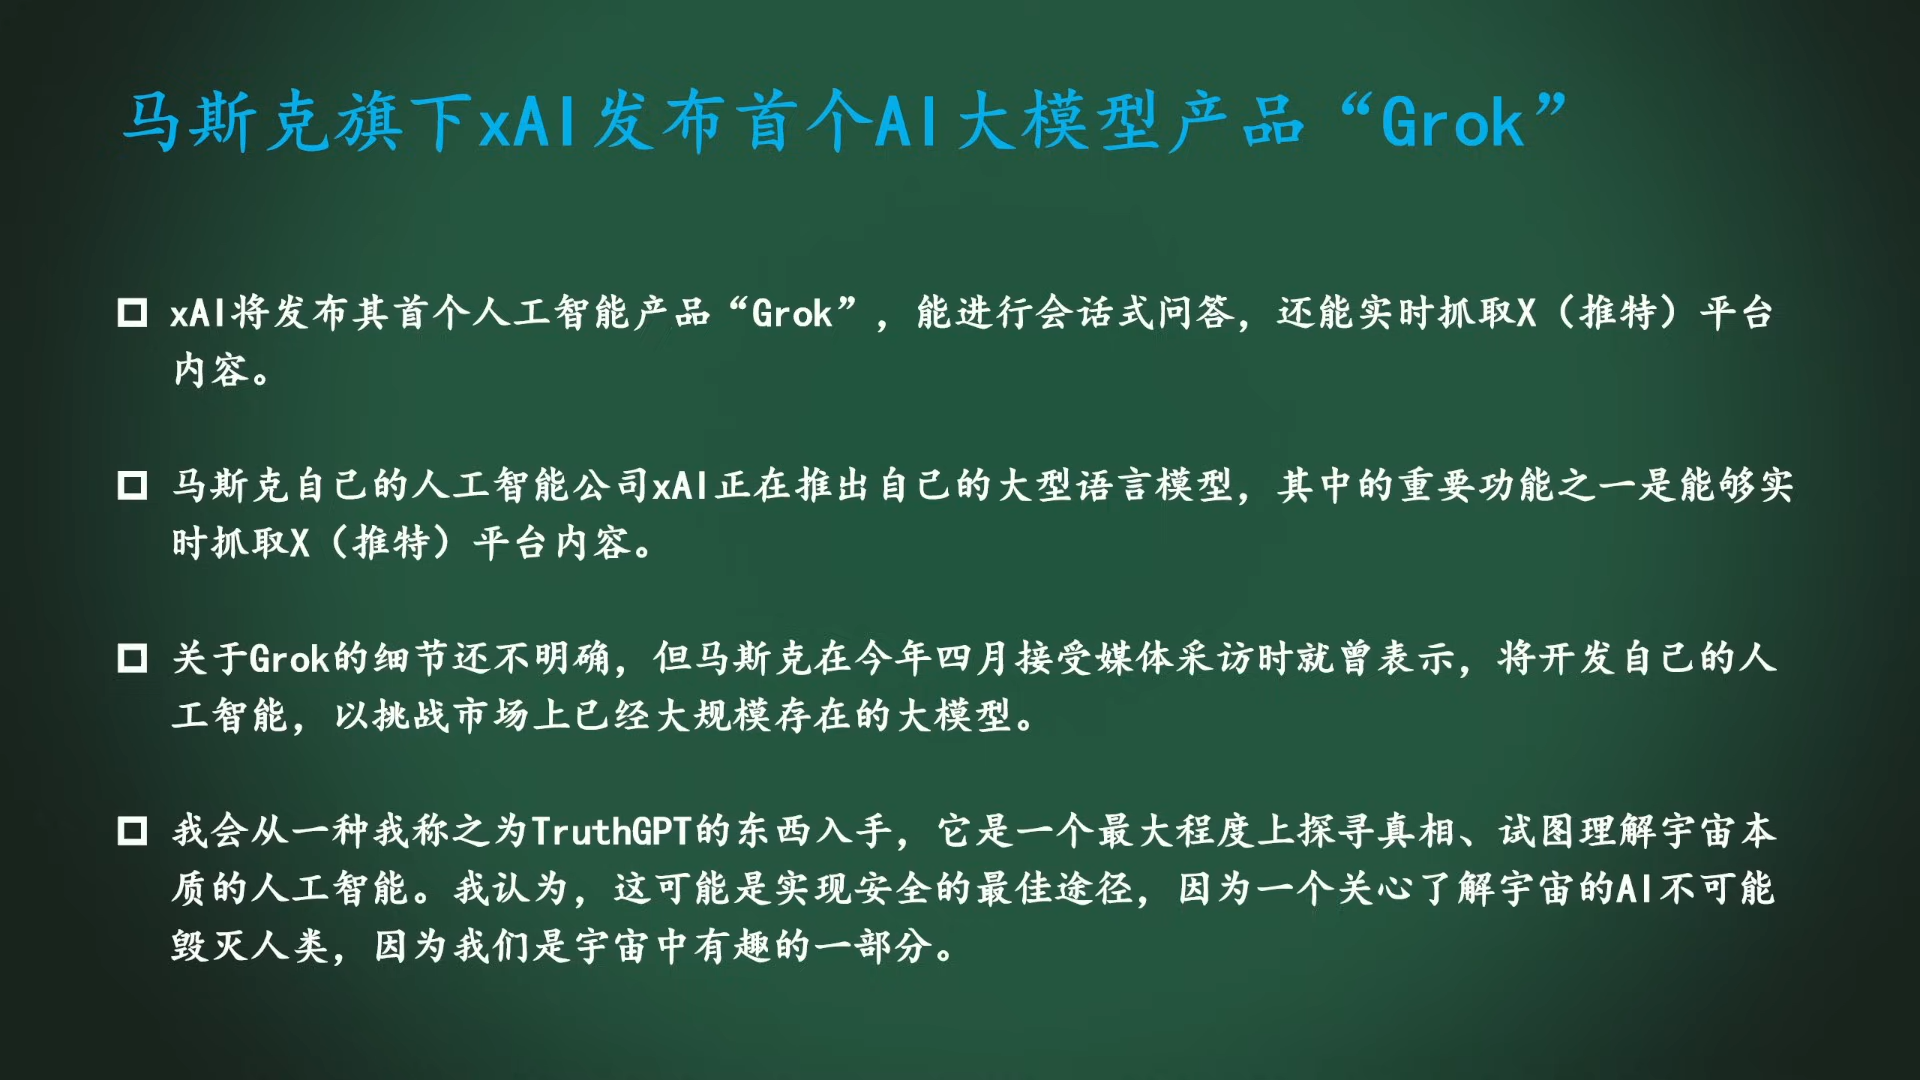 马斯克旗下xAI发布首个AI大模型产品“Grok”
xAI将发布其首个人工智能产品“Grok”，能进行会话式问答，还能实时抓取X（推特）平台
内容。
马斯克自己的人工智能公司xAI正在推出自己的大型语言模型，其中的重要功能之一是能够实
时抓取X（推特）平台内容。
关于Grok的细节还不明确，但马斯克在今年四月接受媒体采访时就曾表示，将开发自己的人
工智能，以挑战市场上已经大规模存在的大模型。
我会从一种我称之为TruthGPT的东西入手，它是一个最大程度上探寻真相、试图理解宇宙本
质的人工智能。我认为，这可能是实现安全的最佳途径，因为一个关心了解宇宙的AI不可能
毁灭人类，因为我们是宇宙中有趣的一部分。